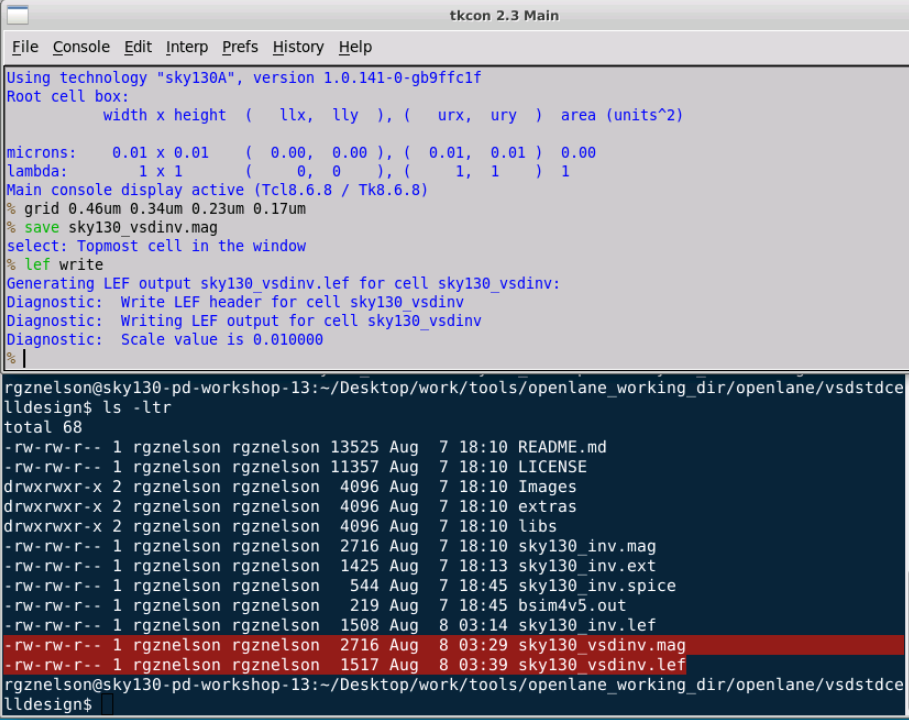 tkcon 2.3 Main
File Console Edit Interp Prefs History Help
Using technology "sky130A", version 1.0.141-0-gb9ffc1f
Root cell box:
           width x height  (   llx,  lly  ), (   urx,  ury  )  area (units^2)
microns:    0.01 x 0.01    (  0.00,  0.00 ), (  0.01,  0.01 )  0.00
lambda:        1 x 1       (     0,  0    ), (     1,  1    )  1
Main console display active (Tcl8.6.8 / Tk8.6.8)
% grid 0.46um 0.34um 0.23um 0.17um
% save sky130_vsdinv.mag
select: Topmost cell in the window
% lef write
Generating LEF output sky130_vsdinv.lef for cell sky130_vsdinv:
Diagnostic:  Write LEF header for cell sky130_vsdinv
Diagnostic:  Writing LEF output for cell sky130_vsdinv
Diagnostic:  Scale value is 0.010000
%
rgznelson@sky130-pd-workshop-13:~/Desktop/work/tools/openlane_working_dir/openlane/vsdstdce
lldesign$ ls -ltr
total 68
-rw-rw-r-- 1 rgznelson rgznelson 13525 Aug  7 18:10 README.md
-rw-rw-r-- 1 rgznelson rgznelson 11357 Aug  7 18:10 LICENSE
drwxrwxr-x 2 rgznelson rgznelson  4096 Aug  7 18:10 Images
drwxrwxr-x 2 rgznelson rgznelson  4096 Aug  7 18:10 extras
drwxrwxr-x 2 rgznelson rgznelson  4096 Aug  7 18:10 libs
-rw-rw-r-- 1 rgznelson rgznelson  2716 Aug  7 18:10 sky130_inv.mag
-rw-rw-r-- 1 rgznelson rgznelson  1425 Aug  7 18:13 sky130_inv.ext
-rw-rw-r-- 1 rgznelson rgznelson   544 Aug  7 18:45 sky130_inv.spice
-rw-rw-r-- 1 rgznelson rgznelson   219 Aug  7 18:45 bsim4v5.out
-rw-rw-r-- 1 rgznelson rgznelson  1508 Aug  8 03:14 sky130_inv.lef
-rw-rw-r-- 1 rgznelson rgznelson  2716 Aug  8 03:29 sky130_vsdinv.mag
-rw-rw-r-- 1 rgznelson rgznelson  1517 Aug  8 03:39 sky130_vsdinv.lef
rgznelson@sky130-pd-workshop-13:~/Desktop/work/tools/openlane_working_dir/openlane/vsdstdce
lldesign$